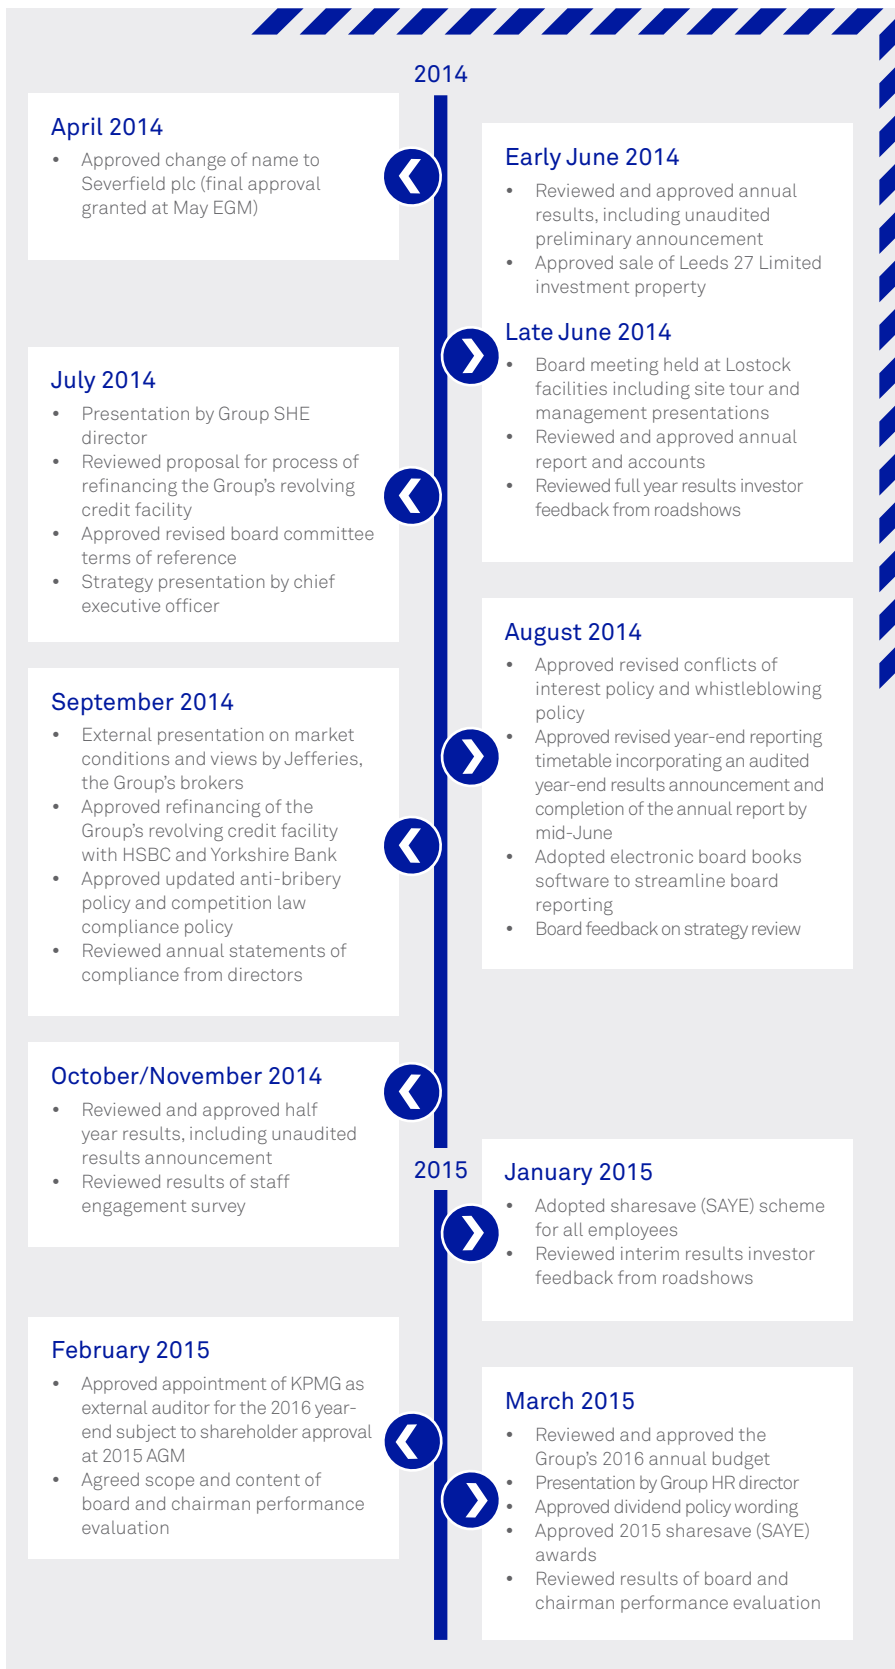 2014
April 2014
• Approved change of name to
Severfield plc (final approval
granted at May EGM)
Early June 2014
• Reviewed and approved annual
results, including unaudited
preliminary announcement
• Approved sale of Leeds 27 Limited
investment property
Late June 2014
• Board meeting held at Lostock
facilities including site tour and
management presentations
• Reviewed and approved annual
report and accounts
• Reviewed full year results investor
feedback from roadshows
July 2014
• Presentation by Group SHE
director
• Reviewed proposal for process of
refinancing the Group's revolving
credit facility
• Approved revised board committee
terms of reference
• Strategy presentation by chief
executive officer
August 2014
• Approved revised conflicts of
interest policy and whistleblowing
policy
• Approved revised year-end reporting
timetable incorporating an audited
year-end results announcement and
completion of the annual report by
mid-June
• Adopted electronic board books
software to streamline board
reporting
• Board feedback on strategy review
September 2014
• External presentation on market
conditions and views by Jefferies,
the Group's brokers
• Approved refinancing of the
Group's revolving credit facility
with HSBC and Yorkshire Bank
• Approved updated anti-bribery
policy and competition law
compliance policy
• Reviewed annual statements of
compliance from directors
October/November 2014
• Reviewed and approved half
year results, including unaudited
results announcement
• Reviewed results of staff
engagement survey
2015
January 2015
• Adopted sharesave (SAYE) scheme
for all employees
• Reviewed interim results investor
feedback from roadshows
February 2015
• Approved appointment of KPMG as
external auditor for the 2016 year-
end subject to shareholder approval
at 2015 AGM
• Agreed scope and content of
board and chairman performance
evaluation
March 2015
• Reviewed and approved the
Group's 2016 annual budget
• Presentation by Group HR director
• Approved dividend policy wording
• Approved 2015 sharesave (SAYE)
awards
• Reviewed results of board and
chairman performance evaluation